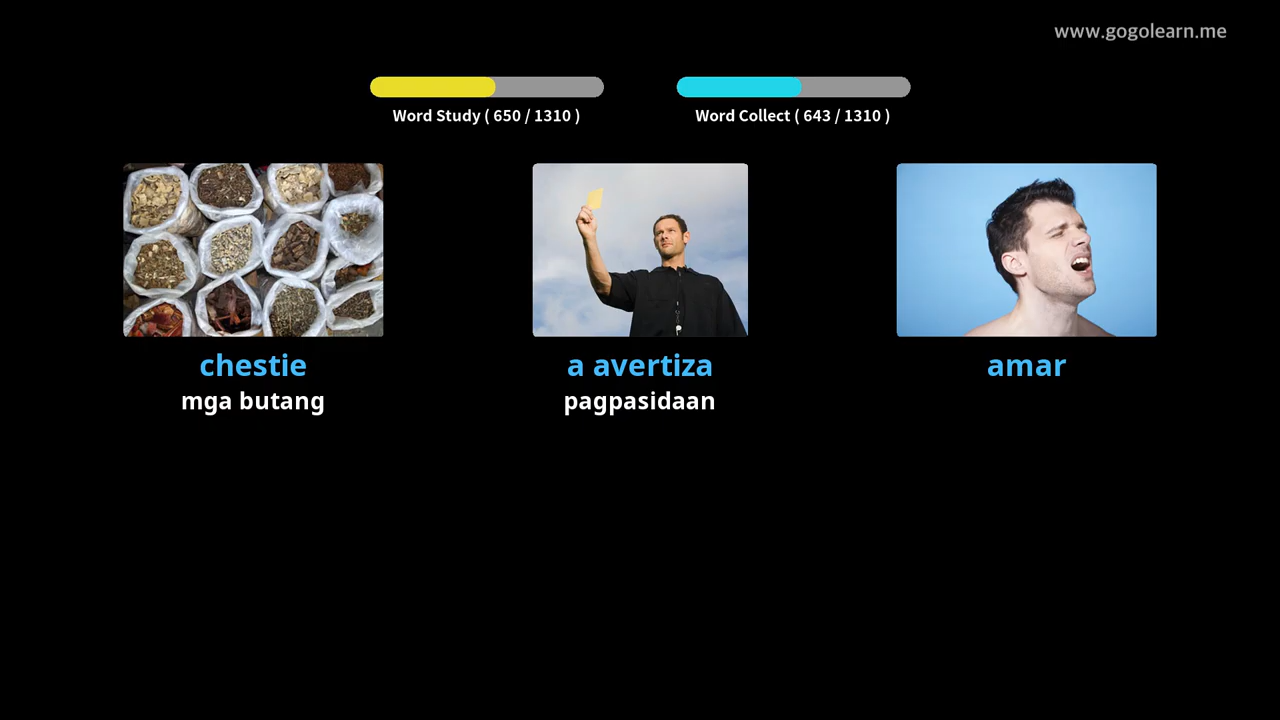 www.gogolearn.me
Word Study ( 650 / 1310 )
Word Collect ( 643 / 1310 )
chestie
mga butang
a avertiza
pagpasidaan
amar